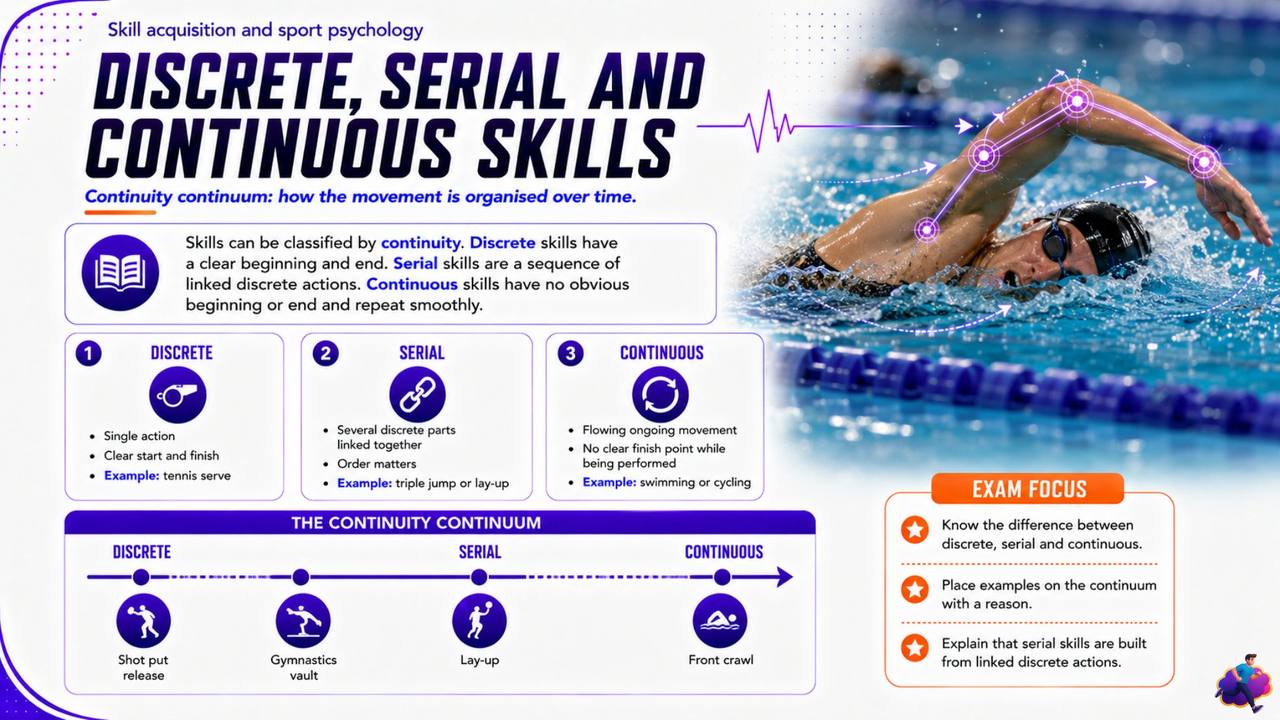 Skill acquisition and sport psychology
DISCRETE, SERIAL AND
CONTINUOUS SKILLS
Continuity continuum: how the movement is organised over time.
Skills can be classified by continuity. Discrete skills have
a clear beginning and end. Serial skills are a sequence of
linked discrete actions. Continuous skills have no obvious
beginning or end and repeat smoothly.
1
DISCRETE
• Single action
• Clear start and finish
• Example: tennis serve
2
SERIAL
• Several discrete parts
linked together
• Order matters
• Example: triple jump or lay-up
3
CONTINUOUS
• Flowing ongoing movement
• No clear finish point while
being performed
• Example: swimming or cycling
THE CONTINUITY CONTINUUM
DISCRETE
SERIAL
CONTINUOUS
Shot put
release
Gymnastics
vault
Lay-up
Front crawl
EXAM FOCUS
Know the difference between
discrete, serial and continuous.
Place examples on the continuum
with a reason.
Explain that serial skills are built
from linked discrete actions.